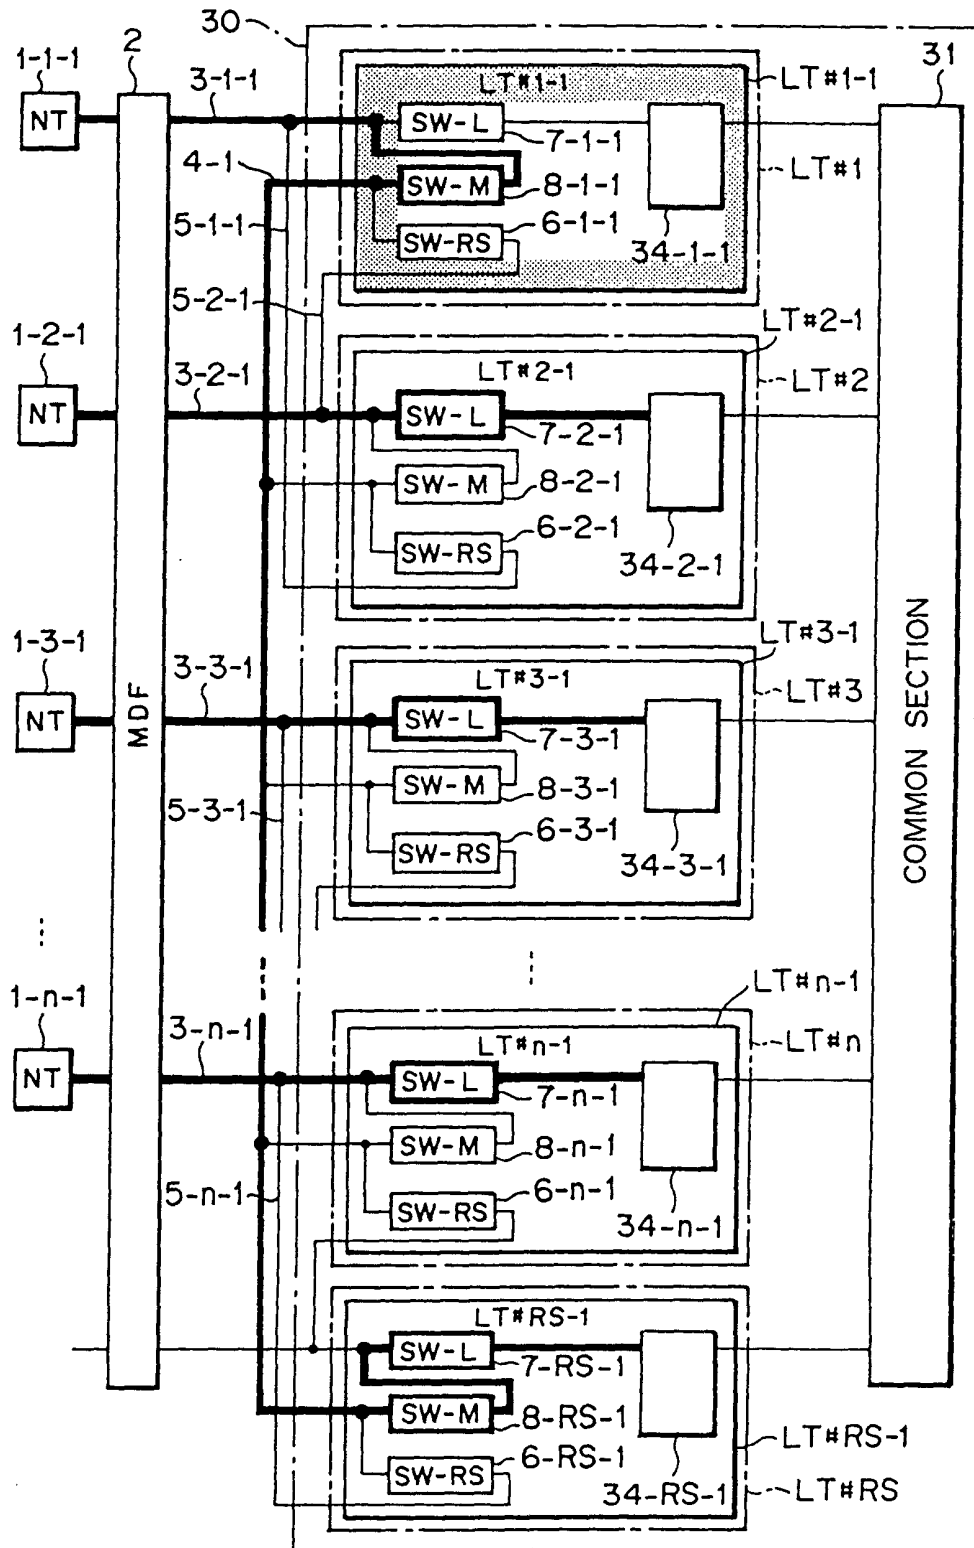 30
1-1-1
2
3-1-1
LT#1-1
LT#1-1
31
NT
SW-L
7-1-1
4-1
SW-M
8-1-1
LT#1
5-1-1
SW-RS
6-1-1
34-1-1
5-2-1
1-2-1
LT#2-1
3-2-1
LT#2-1
LT#2
NT
SW-L
7-2-1
SW-M
8-2-1
6-2-1
SW-RS
34-2-1
1-3-1
LT#3-1
3-3-1
LT#3-1
LT#3
NT
MDF
SW-L
7-3-1
COMMON SECTION
SW-M
8-3-1
5-3-1
6-3-1
SW-RS
34-3-1
1-n-1
LT#n-1
3-n-1
LT#n-1
LT#n
NT
SW-L
7-n-1
SW-M
8-n-1
5-n-1
6-n-1
SW-RS
34-n-1
LT#RS-1
SW-L
7-RS-1
SW-M
8-RS-1
LT#RS-1
6-RS-1
SW-RS
34-RS-1
LT#RS